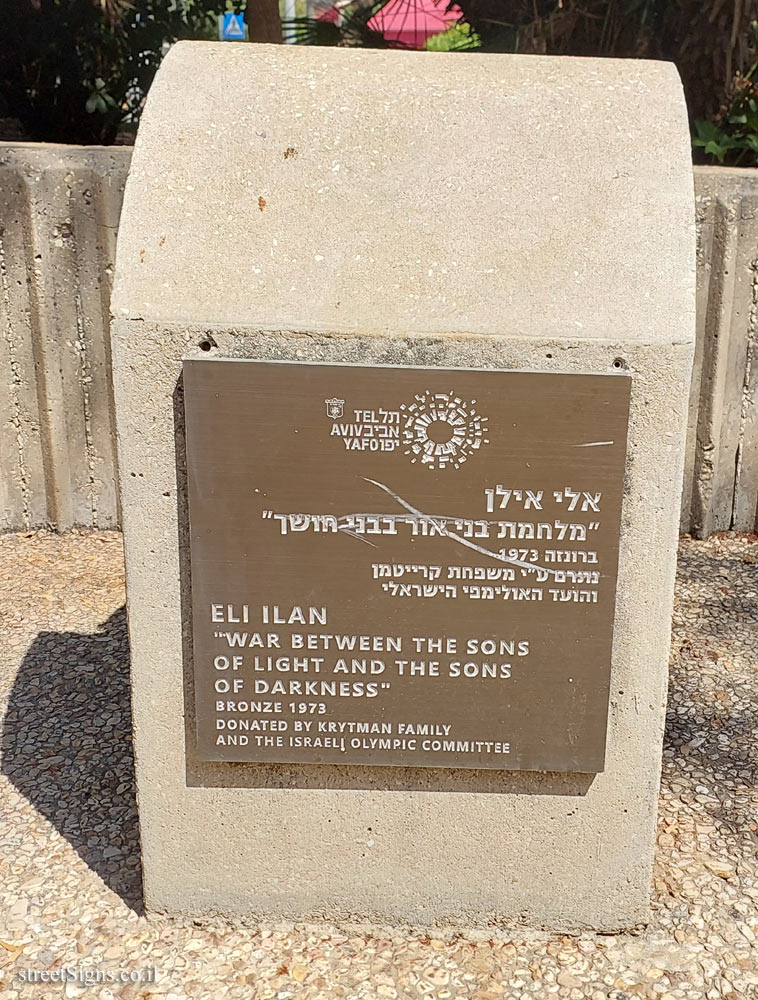 TEL תל
AVIV אביב
YAFO יפו
אלי אילן
"מלחמת בני אור בבני חושך"
ברונזה 1973
נתרם ע"י משפחת קרייטמן
והועד האולימפי הישראלי
ELI ILAN
"WAR BETWEEN THE SONS
OF LIGHT AND THE SONS
OF DARKNESS"
BRONZE 1973
DONATED BY KRYTMAN FAMILY
AND THE ISRAELI OLYMPIC COMMITTEE
streetSigns.co.il